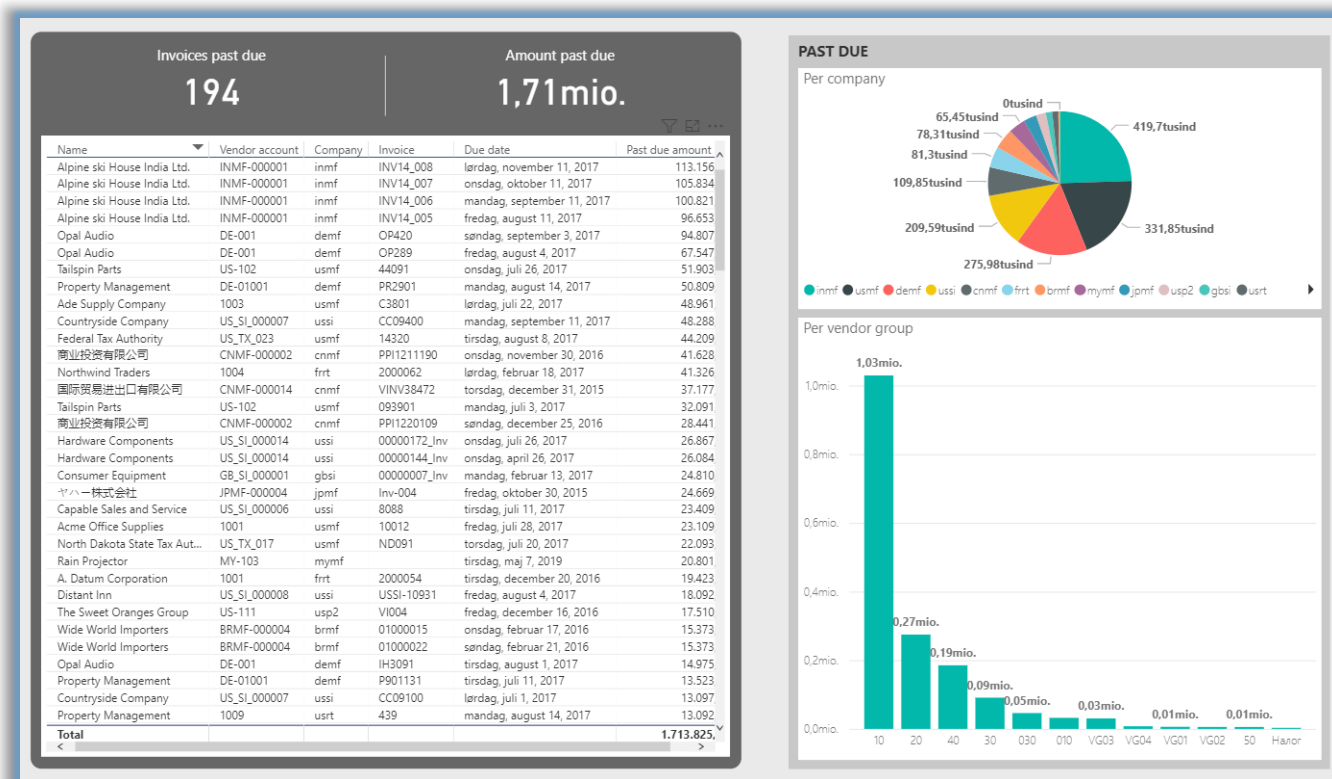 Invoices past due
194
Amount past due
1,71mio.
Name Vendor account Company Invoice Due date Past due amount
Alpine ski House India Ltd. INMF-000001 inmf INV14_008 lørdag, november 11, 2017 113.156
Alpine ski House India Ltd. INMF-000001 inmf INV14_007 onsdag, oktober 11, 2017 105.834
Alpine ski House India Ltd. INMF-000001 inmf INV14_006 mandag, september 11, 2017 100.821
Alpine ski House India Ltd. INMF-000001 inmf INV14_005 fredag, august 11, 2017 96.653
Opal Audio DE-001 demf OP420 søndag, september 3, 2017 94.807
Opal Audio DE-001 demf OP289 fredag, august 4, 2017 67.547
Tailspin Parts US-102 usmf 44091 onsdag, juli 26, 2017 51.903
Property Management DE-01001 demf PR2901 mandag, august 14, 2017 50.809
Ade Supply Company 1003 usmf C3801 lørdag, juli 22, 2017 48.961
Countryside Company US_SI_000007 ussi CC09400 mandag, september 11, 2017 48.288
Federal Tax Authority US_TX_023 usmf 14320 tirsdag, august 8, 2017 44.209
商业投资有限公司 CNMF-000002 cnmf PPI1211190 onsdag, november 30, 2016 41.628
Northwind Traders 1004 frrt 2000062 lørdag, februar 18, 2017 41.326
国际贸易进出口有限公司 CNMF-000014 cnmf VINV38472 torsdag, december 31, 2015 37.177
Tailspin Parts US-102 usmf 093901 mandag, juli 3, 2017 32.091
商业投资有限公司 CNMF-000002 cnmf PPI1220109 søndag, december 25, 2016 28.441
Hardware Components US_SI_000014 ussi 00000172_Inv onsdag, juli 26, 2017 26.867
Hardware Components US_SI_000014 ussi 00000144_Inv onsdag, april 26, 2017 26.084
Consumer Equipment GB_SI_000001 gbsi 00000007_Inv mandag, februar 13, 2017 24.810
ヤハー株式会社 JPMF-000004 jpmf Inv-004 fredag, oktober 30, 2015 24.669
Capable Sales and Service US_SI_000006 ussi 8088 tirsdag, juli 11, 2017 23.409
Acme Office Supplies 1001 usmf 10012 fredag, juli 28, 2017 23.109
North Dakota State Tax Aut... US_TX_017 usmf ND091 torsdag, juli 20, 2017 22.093
Rain Projector MY-103 mymf tirsdag, maj 7, 2019 20.801
A. Datum Corporation 1001 frrt 2000054 tirsdag, december 20, 2016 19.423
Distant Inn US_SI_000008 ussi USSI-10931 fredag, august 4, 2017 18.092
The Sweet Oranges Group US-111 usp2 VI004 fredag, december 16, 2016 17.510
Wide World Importers BRMF-000004 brmf 01000015 onsdag, februar 17, 2016 15.373
Wide World Importers BRMF-000004 brmf 01000022 søndag, februar 21, 2016 15.373
Opal Audio DE-001 demf IH3091 tirsdag, august 1, 2017 14.975
Property Management DE-01001 demf P901131 tirsdag, juli 11, 2017 13.523
Countryside Company US_SI_000007 ussi CC09100 lørdag, juli 1, 2017 13.097
Property Management 1009 usrt 439 mandag, august 14, 2017 13.092
Total 1.713.825,
PAST DUE
Per company
0tusind
65,45tusind
78,31tusind
81,3tusind
109,85tusind
209,59tusind
275,98tusind
419,7tusind
331,85tusind
inmf usmf demf ussi cnmf frrt brmf mymf jpmf usp2 gbsi usrt
Per vendor group
1,03mio.
1,0mio.
0,8mio.
0,6mio.
0,4mio.
0,27mio.
0,2mio.
0,19mio.
0,09mio.
0,05mio.
0,03mio.
0,01mio.
0,01mio.
0,0mio.
10 20 40 30 030 010 VG03 VG04 VG01 VG02 50 Налог